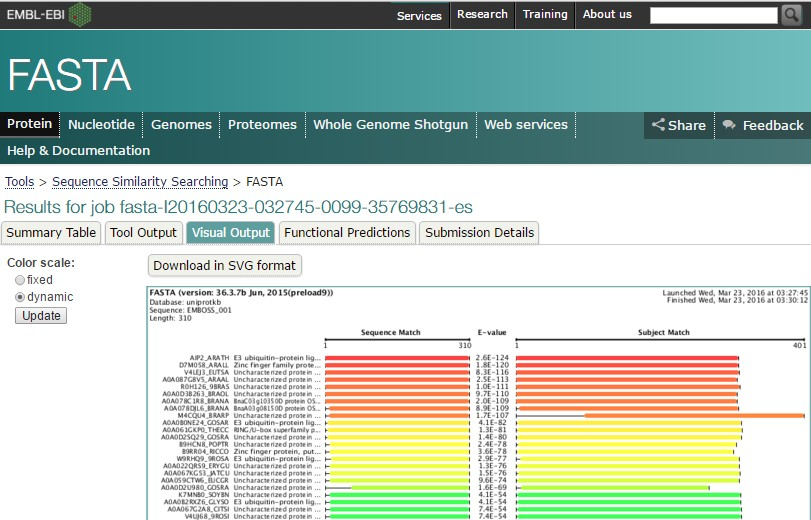 EMBL-EBI
Services Research Training About us
FASTA
Protein Nucleotide Genomes Proteomes Whole Genome Shotgun Web services Share Feedback
Help & Documentation
Tools > Sequence Similarity Searching > FASTA
Results for job fasta-I20160323-032745-0099-35769831-es
Summary Table Tool Output Visual Output Functional Predictions Submission Details
Color scale:
fixed
dynamic
Update
Download in SVG format
FASTA (version: 36.3.7b Jun, 2015(preload9))
Database: uniprotkb
Sequence: EMBOSS_001
Length: 310
Launched Wed, Mar 23, 2016 at 03:27:45
Finished Wed, Mar 23, 2016 at 03:30:12
Sequence Match E-value Subject Match
1 310 1 401
AIP2_ARATH E3 ubiquitin-protein lig... 2.6E-124
D7M058_ARALL Zinc finger family prote... 1.8E-120
V4LEJ3_EUTSA Uncharacterized protein ... 8.3E-116
A0A087G8V5_ARAAL Uncharacterized protein ... 2.5E-113
R0H126_9BRAS Uncharacterized protein ... 1.0E-111
A0A0D3B263_BRAOL Uncharacterized protein ... 9.7E-110
A0A078C1R8_BRANA BnaC03g10350D protein OS... 2.0E-109
A0A078DJL6_BRANA BnaA03g08150D protein OS... 8.9E-109
M4CQU4_BRARP Uncharacterized protein ... 1.7E-107
A0A0B0NE24_GOSAR E3 ubiquitin-protein lig... 4.1E-82
A0A061GKP0_THECC RING/U-box superfamily p... 1.3E-81
A0A0D2SQ29_GOSRA Uncharacterized protein ... 1.4E-80
B9HCN8_POPTR Uncharacterized protein ... 2.4E-78
B9RR04_RICCO Zinc finger protein, put... 3.6E-78
W9RHQ9_9ROSA E3 ubiquitin-protein lig... 2.9E-77
A0A022QRS9_ERYGU Uncharacterized protein ... 1.3E-76
A0A067KG53_JATCU Uncharacterized protein ... 1.5E-76
A0A059CTW6_EUCGR Uncharacterized protein ... 9.6E-74
A0A0D2U980_GOSRA Uncharacterized protein ... 1.6E-69
K7MNB0_SOYBN Uncharacterized protein ... 4.1E-54
A0A0B2RXZ6_GLYSO E3 ubiquitin-protein lig... 4.1E-54
A0A067G2A8_CITSI Uncharacterized protein ... 7.4E-54
V4UJ68_9ROSI Uncharacterized protein ... 7.4E-54